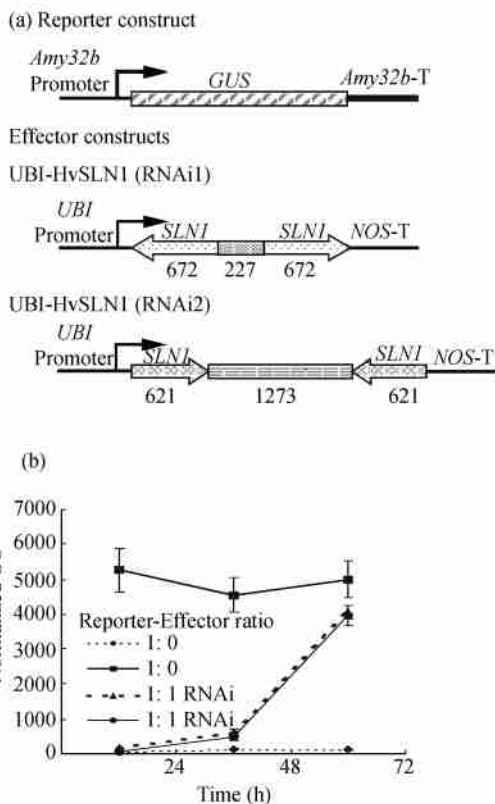 (a) Reporter construct
Amy32b
Promoter
GUS
Amy32b-T
Effector constructs
UBI-HvSLN1 (RNAi1)
UBI
Promoter
SLN1
SLN1
NOS-T
672
227
672
UBI-HvSLN1 (RNAi2)
UBI
Promoter
SLN1
SLN1
NOS-T
621
1273
621
(b)
7000
6000
5000
4000
3000
2000
1000
0
Reporter-Effector ratio
1: 0
1: 0
1: 1 RNAi
1: 1 RNAi
24
48
72
Time (h)